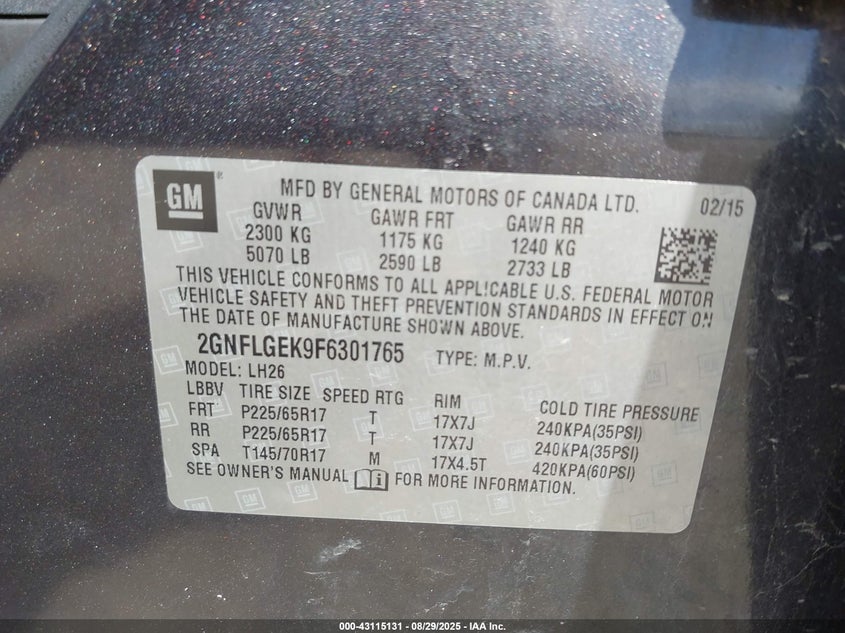 GM
MFD BY GENERAL MOTORS OF CANADA LTD. 02/15
GVWR GAWR FRT GAWR RR
2300 KG 1175 KG 1240 KG
5070 LB 2590 LB 2733 LB
THIS VEHICLE CONFORMS TO ALL APPLICABLE U.S. FEDERAL MOTOR
VEHICLE SAFETY AND THEFT PREVENTION STANDARDS IN EFFECT ON
THE DATE OF MANUFACTURE SHOWN ABOVE.
2GNFLGEK9F6301765 TYPE: M.P.V.
MODEL: LH26
LBBV TIRE SIZE SPEED RTG RIM COLD TIRE PRESSURE
FRT P225/65R17 T 17X7J 240KPA(35PSI)
RR P225/65R17 T 17X7J 240KPA(35PSI)
SPA T145/70R17 M 17X4.5T 420KPA(60PSI)
SEE OWNER'S MANUAL FOR MORE INFORMATION.
000-43115131 - 08/29/2025 - IAA Inc.